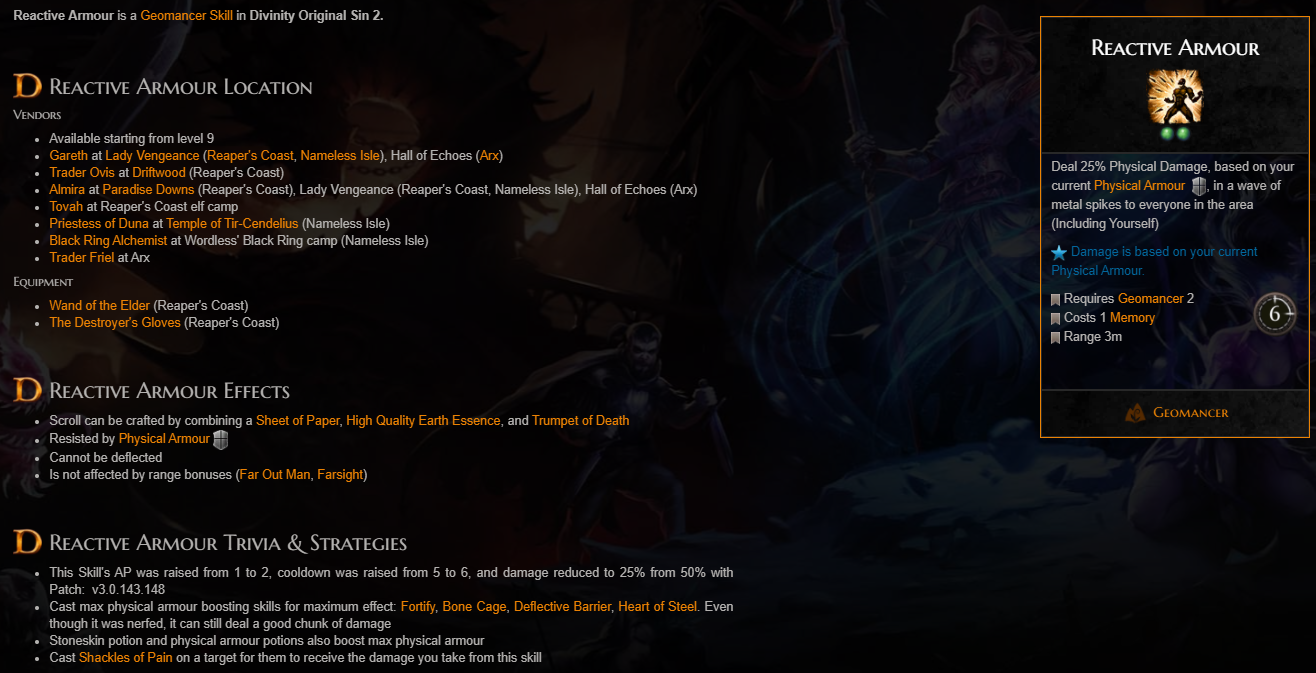 Reactive Armour is a Geomancer Skill in Divinity Original Sin 2.
Reactive Armour Location
Vendors
Available starting from level 9
Gareth at Lady Vengeance (Reaper's Coast, Nameless Isle), Hall of Echoes (Arx)
Trader Ovis at Driftwood (Reaper's Coast)
Almira at Paradise Downs (Reaper's Coast), Lady Vengeance (Reaper's Coast, Nameless Isle), Hall of Echoes (Arx)
Tovah at Reaper's Coast elf camp
Priestess of Duna at Temple of Tir-Cendelius (Nameless Isle)
Black Ring Alchemist at Wordless' Black Ring camp (Nameless Isle)
Trader Friel at Arx
Equipment
Wand of the Elder (Reaper's Coast)
The Destroyer's Gloves (Reaper's Coast)
Reactive Armour Effects
Scroll can be crafted by combining a Sheet of Paper, High Quality Earth Essence, and Trumpet of Death
Resisted by Physical Armour
Cannot be deflected
Is not affected by range bonuses (Far Out Man, Farsight)
Reactive Armour Trivia & Strategies
This Skill's AP was raised from 1 to 2, cooldown was raised from 5 to 6, and damage reduced to 25% from 50% with
Patch: v3.0.143.148
Cast max physical armour boosting skills for maximum effect: Fortify, Bone Cage, Deflective Barrier, Heart of Steel. Even
though it was nerfed, it can still deal a good chunk of damage
Stoneskin potion and physical armour potions also boost max physical armour
Cast Shackles of Pain on a target for them to receive the damage you take from this skill
Reactive Armour
Deal 25% Physical Damage, based on your
current Physical Armour , in a wave of
metal spikes to everyone in the area
(Including Yourself)
Damage is based on your current
Physical Armour.
Requires Geomancer 2
Costs 1 Memory
Range 3m
6
Geomancer